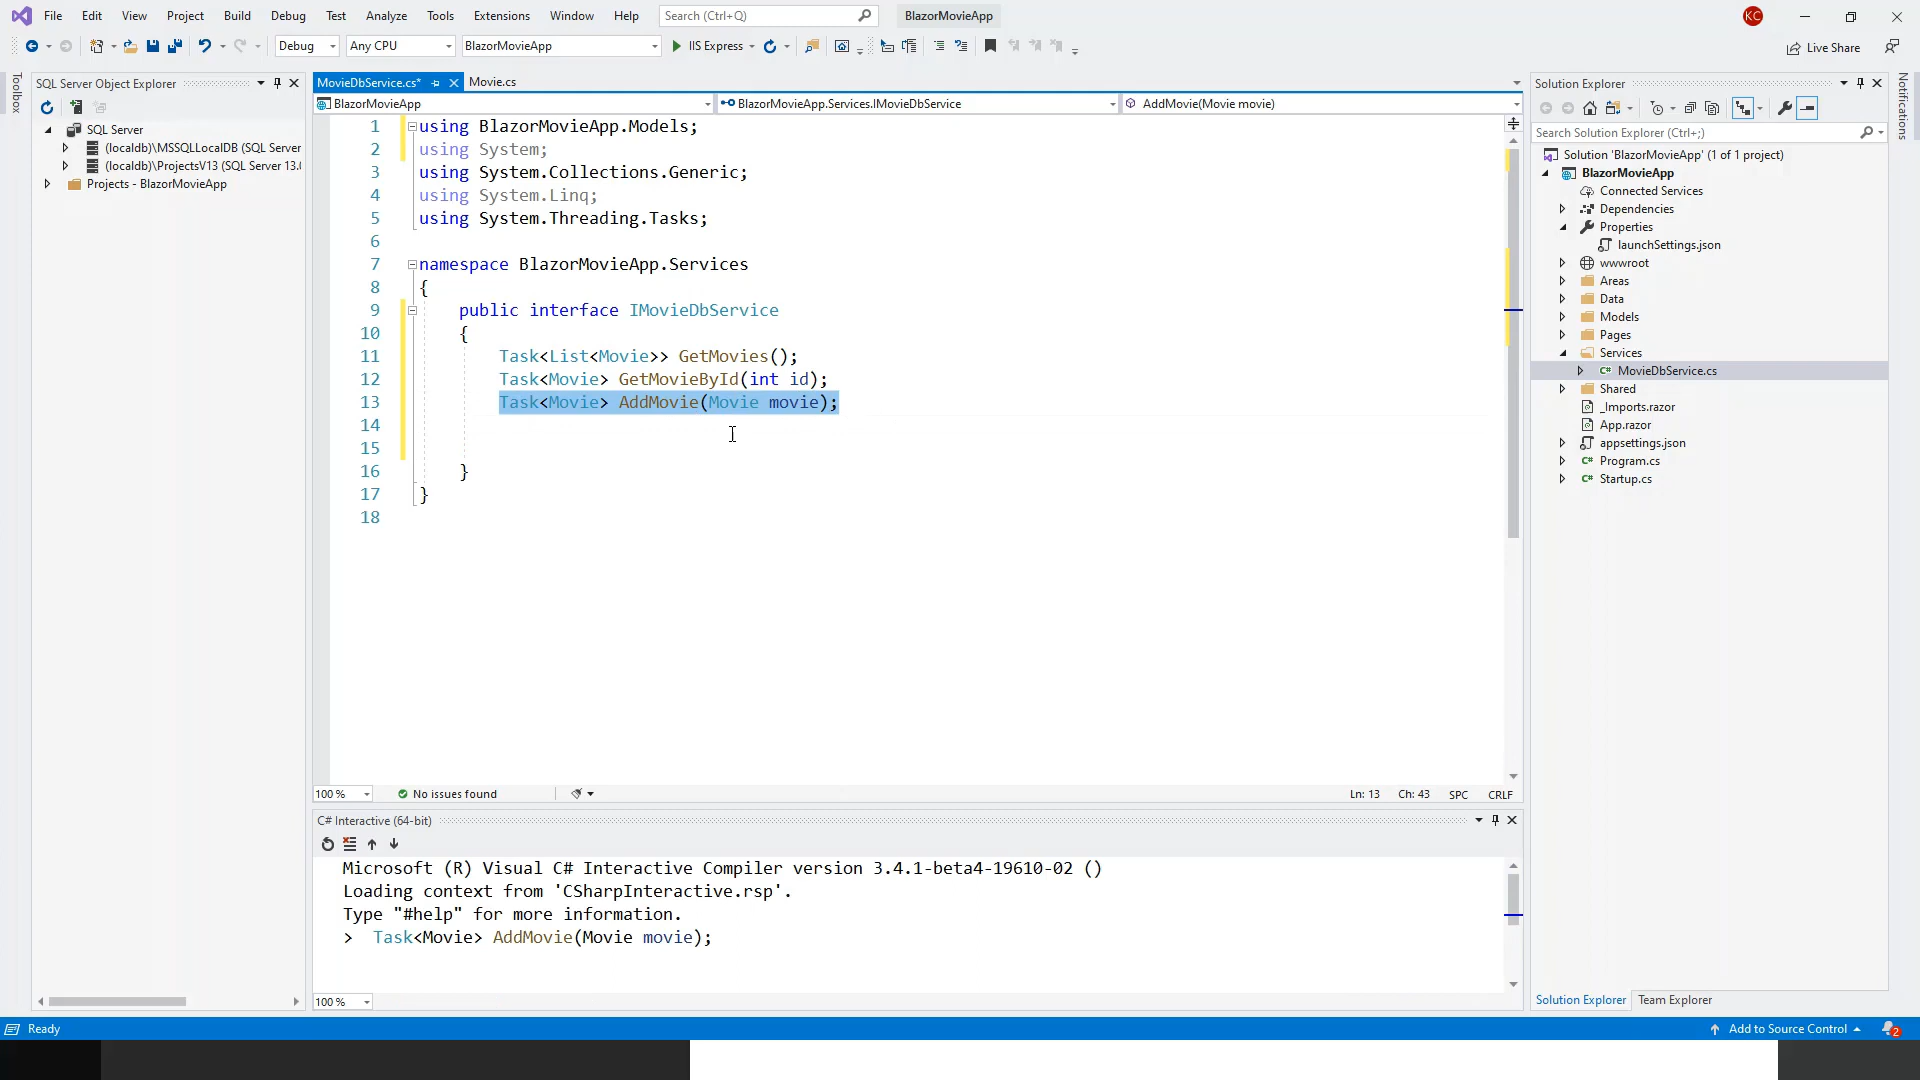 File Edit View Project Build Debug Test Analyze Tools Extensions Window Help Search (Ctrl+Q) BlazorMovieApp KC
Debug Any CPU BlazorMovieApp IIS Express Live Share
Toolbox
SQL Server Object Explorer
SQL Server
(localdb)\MSSQLLocalDB (SQL Server
(localdb)\ProjectsV13 (SQL Server 13.0
Projects - BlazorMovieApp
MovieDbService.cs* Movie.cs
BlazorMovieApp BlazorMovieApp.Services.IMovieDbService AddMovie(Movie movie)
1 using BlazorMovieApp.Models;
2 using System;
3 using System.Collections.Generic;
4 using System.Linq;
5 using System.Threading.Tasks;
6
7 namespace BlazorMovieApp.Services
8 {
9 public interface IMovieDbService
10 {
11 Task<List<Movie>> GetMovies();
12 Task<Movie> GetMovieById(int id);
13 Task<Movie> AddMovie(Movie movie);
14
15
16 }
17 }
18
100 % No issues found Ln: 13 Ch: 43 SPC CRLF
C# Interactive (64-bit)
Microsoft (R) Visual C# Interactive Compiler version 3.4.1-beta4-19610-02 ()
Loading context from 'CSharpInteractive.rsp'.
Type "#help" for more information.
> Task<Movie> AddMovie(Movie movie);
100 %
Solution Explorer
Search Solution Explorer (Ctrl+;)
Solution 'BlazorMovieApp' (1 of 1 project)
BlazorMovieApp
Connected Services
Dependencies
Properties
launchSettings.json
wwwroot
Areas
Data
Models
Pages
Services
C# MovieDbService.cs
Shared
_Imports.razor
App.razor
appsettings.json
C# Program.cs
C# Startup.cs
Solution Explorer Team Explorer
Notifications
Ready Add to Source Control 2